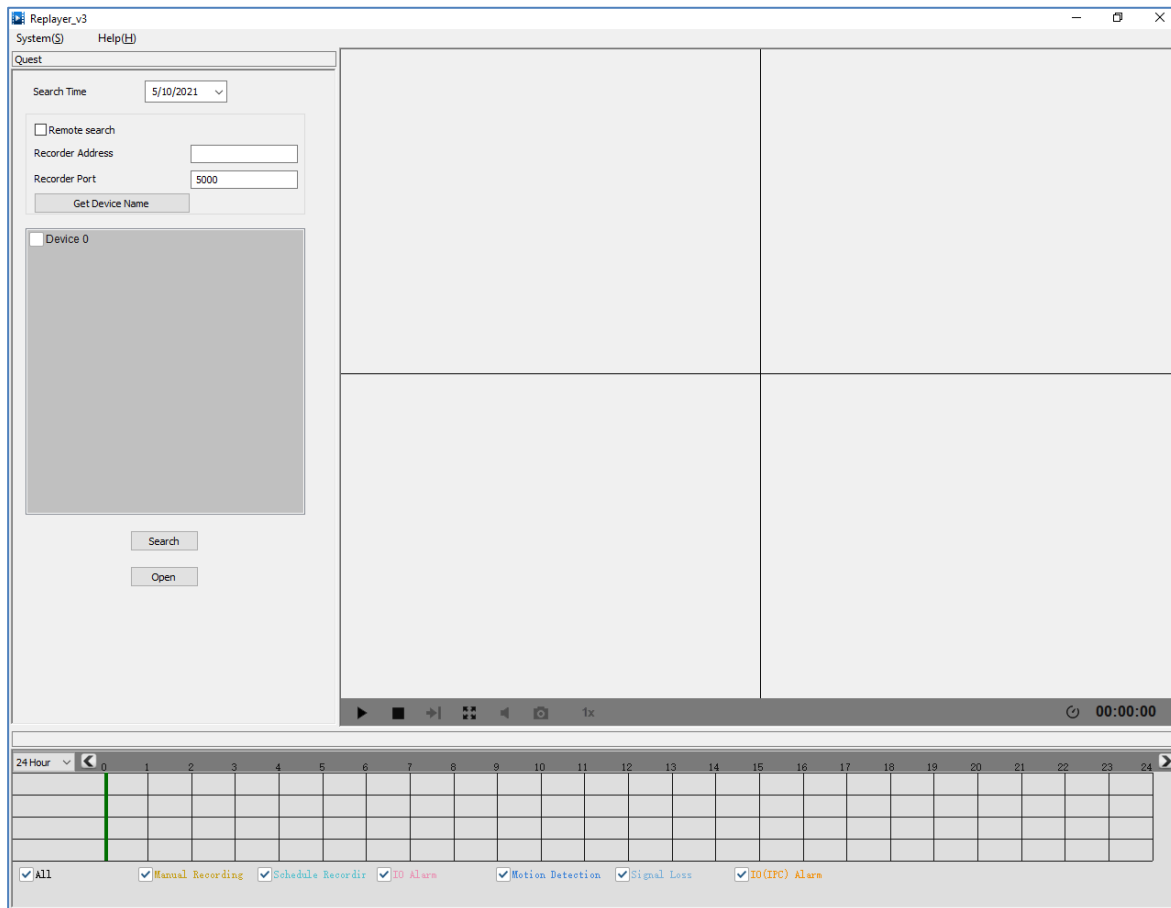 Replayer_v3
System(S) Help(H)
Quest
Search Time 5/10/2021
Remote search
Recorder Address
Recorder Port 5000
Get Device Name
Device 0
Search
Open
1x 00:00:00
24 Hour 0 1 2 3 4 5 6 7 8 9 10 11 12 13 14 15 16 17 18 19 20 21 22 23 24
All Manual Recording Schedule Recordir IO Alarm Motion Detection Signal Loss IO(IPC) Alarm